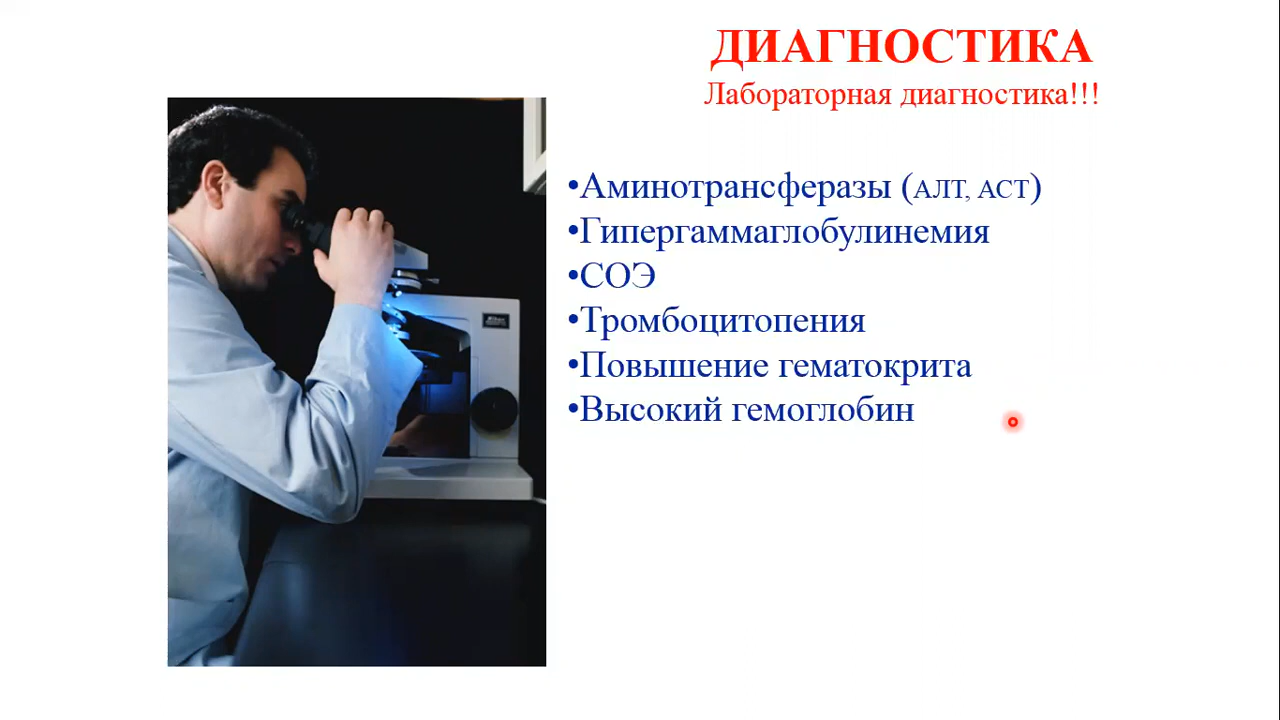 ДИАГНОСТИКА
Лабораторная диагностика!!!
•Аминотрансферазы (АЛТ, АСТ)
•Гипергаммаглобулинемия
•СОЭ
•Тромбоцитопения
•Повышение гематокрита
•Высокий гемоглобин